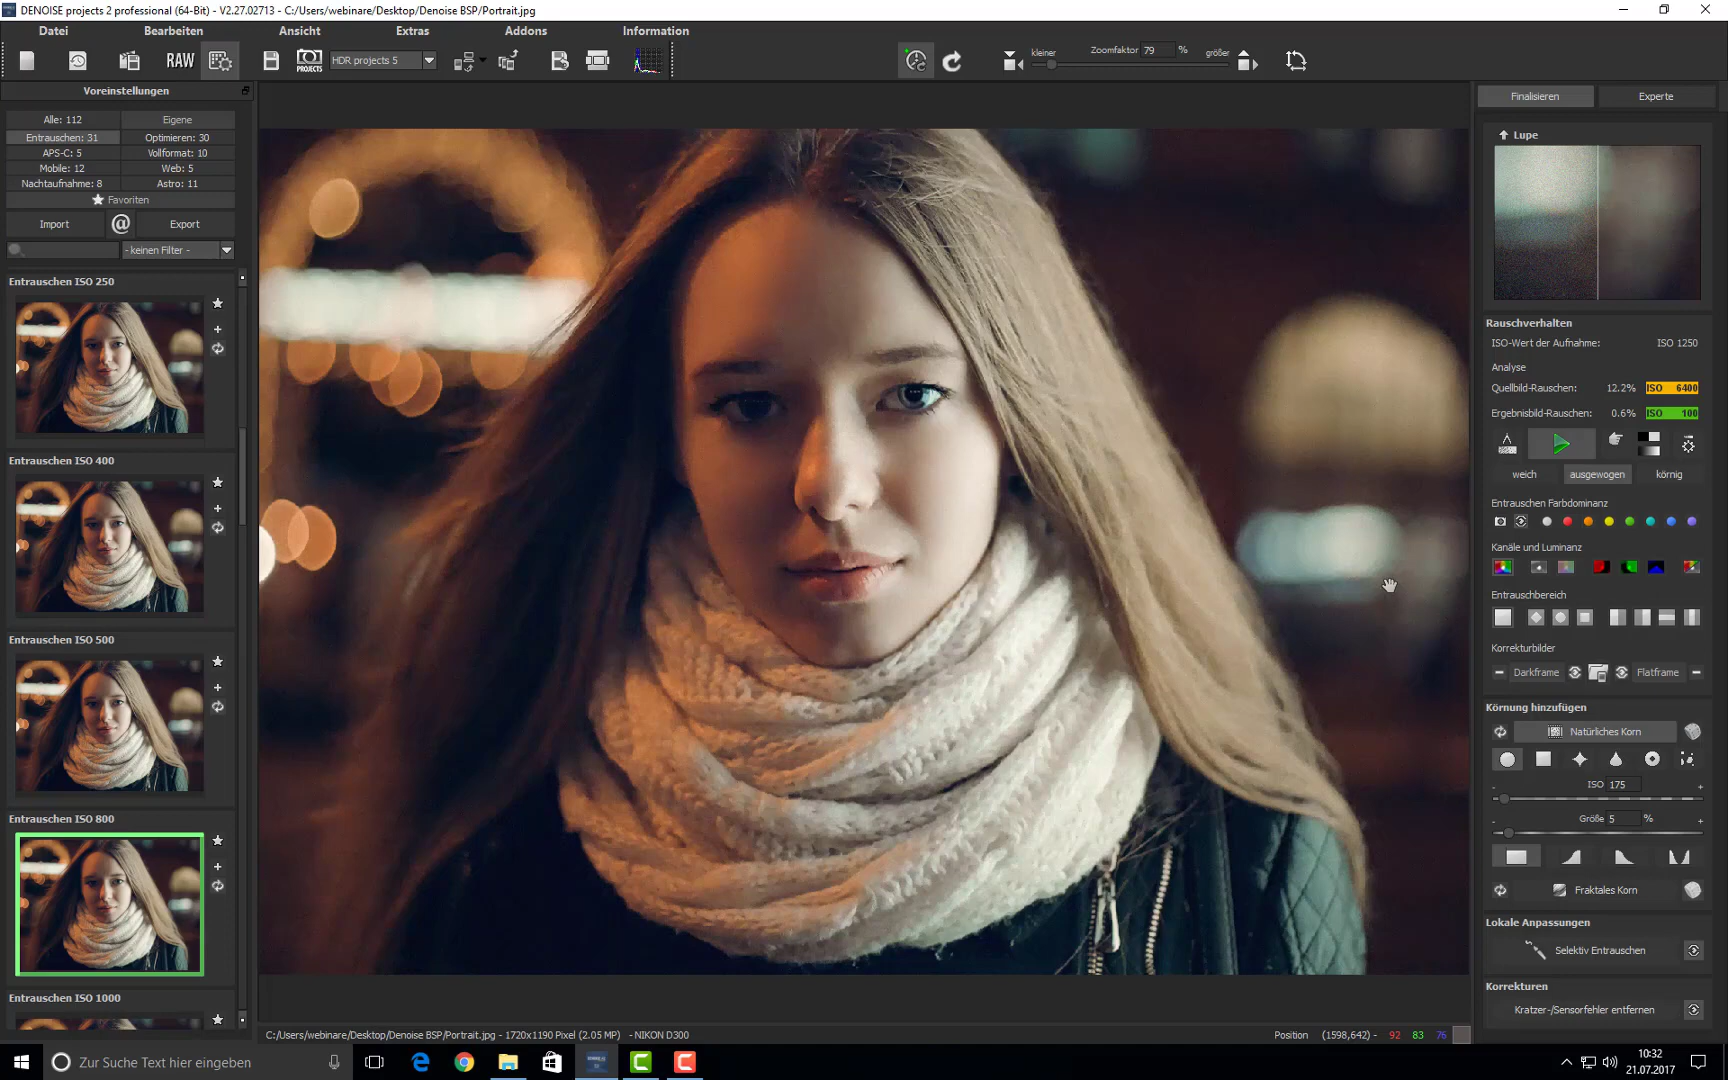 DENOISE projects 2 professional (64-Bit) - V2.27.02713 - C:/Users/webinare/Desktop/Denoise BSP/Portrait.jpg
Datei Bearbeiten Ansicht Extras Addons Information
RAW PROJECTS HDR projects 5 kleiner Zoomfaktor 79 % größer
Voreinstellungen
Alle: 112 Eigene
Entrauschen: 31 Optimieren: 30
APS-C: 5 Vollformat: 10
Mobile: 12 Web: 5
Nachtaufnahme: 8 Astro: 11
Favoriten
Import @ Export
- keinen Filter -
Entrauschen ISO 250
Entrauschen ISO 400
Entrauschen ISO 500
Entrauschen ISO 800
Entrauschen ISO 1000
Finalisieren Experte
Lupe
Rauschverhalten
ISO-Wert der Aufnahme: ISO 1250
Analyse
Quellbild-Rauschen: 12.2% ISO 6400
Ergebnisbild-Rauschen: 0.6% ISO 100
weich ausgewogen körnig
Entrauschen Farbdominanz
Kanäle und Luminanz
Entrauschbereich
Korrekturbilder
Darkframe Flatframe
Körnung hinzufügen
Natürliches Korn
ISO 175
- +
Größe 5 %
- +
Fraktales Korn
Lokale Anpassungen
Selektiv Entrauschen
Korrekturen
Kratzer-/Sensorfehler entfernen
C:/Users/webinare/Desktop/Denoise BSP/Portrait.jpg - 1720x1190 Pixel (2.05 MP) - NIKON D300
Position (1598,642) - 92 83 76
Zur Suche Text hier eingeben
10:32
21.07.2017